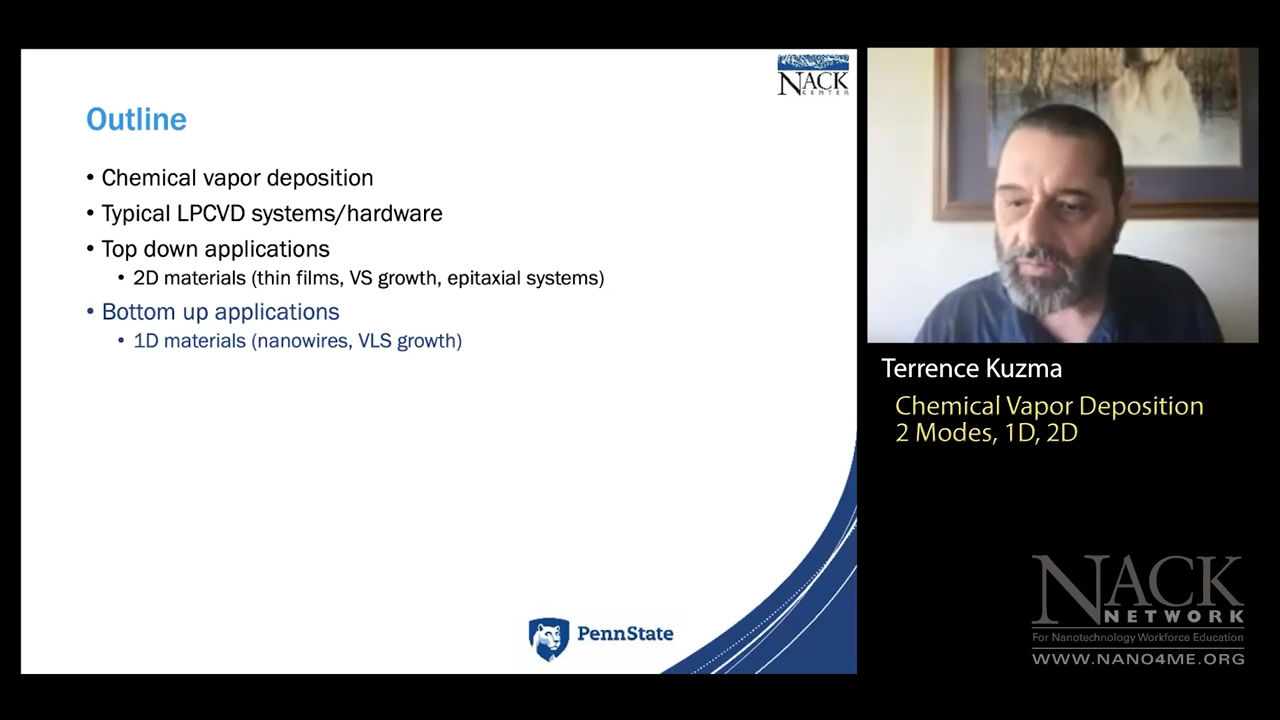 NACK
CENTER
Outline
• Chemical vapor deposition
• Typical LPCVD systems/hardware
• Top down applications
• 2D materials (thin films, VS growth, epitaxial systems)
• Bottom up applications
• 1D materials (nanowires, VLS growth)
PennState
Terrence Kuzma
Chemical Vapor Deposition
2 Modes, 1D, 2D
NACK
NETWORK
For Nanotechnology Workforce Education
WWW.NANO4ME.ORG